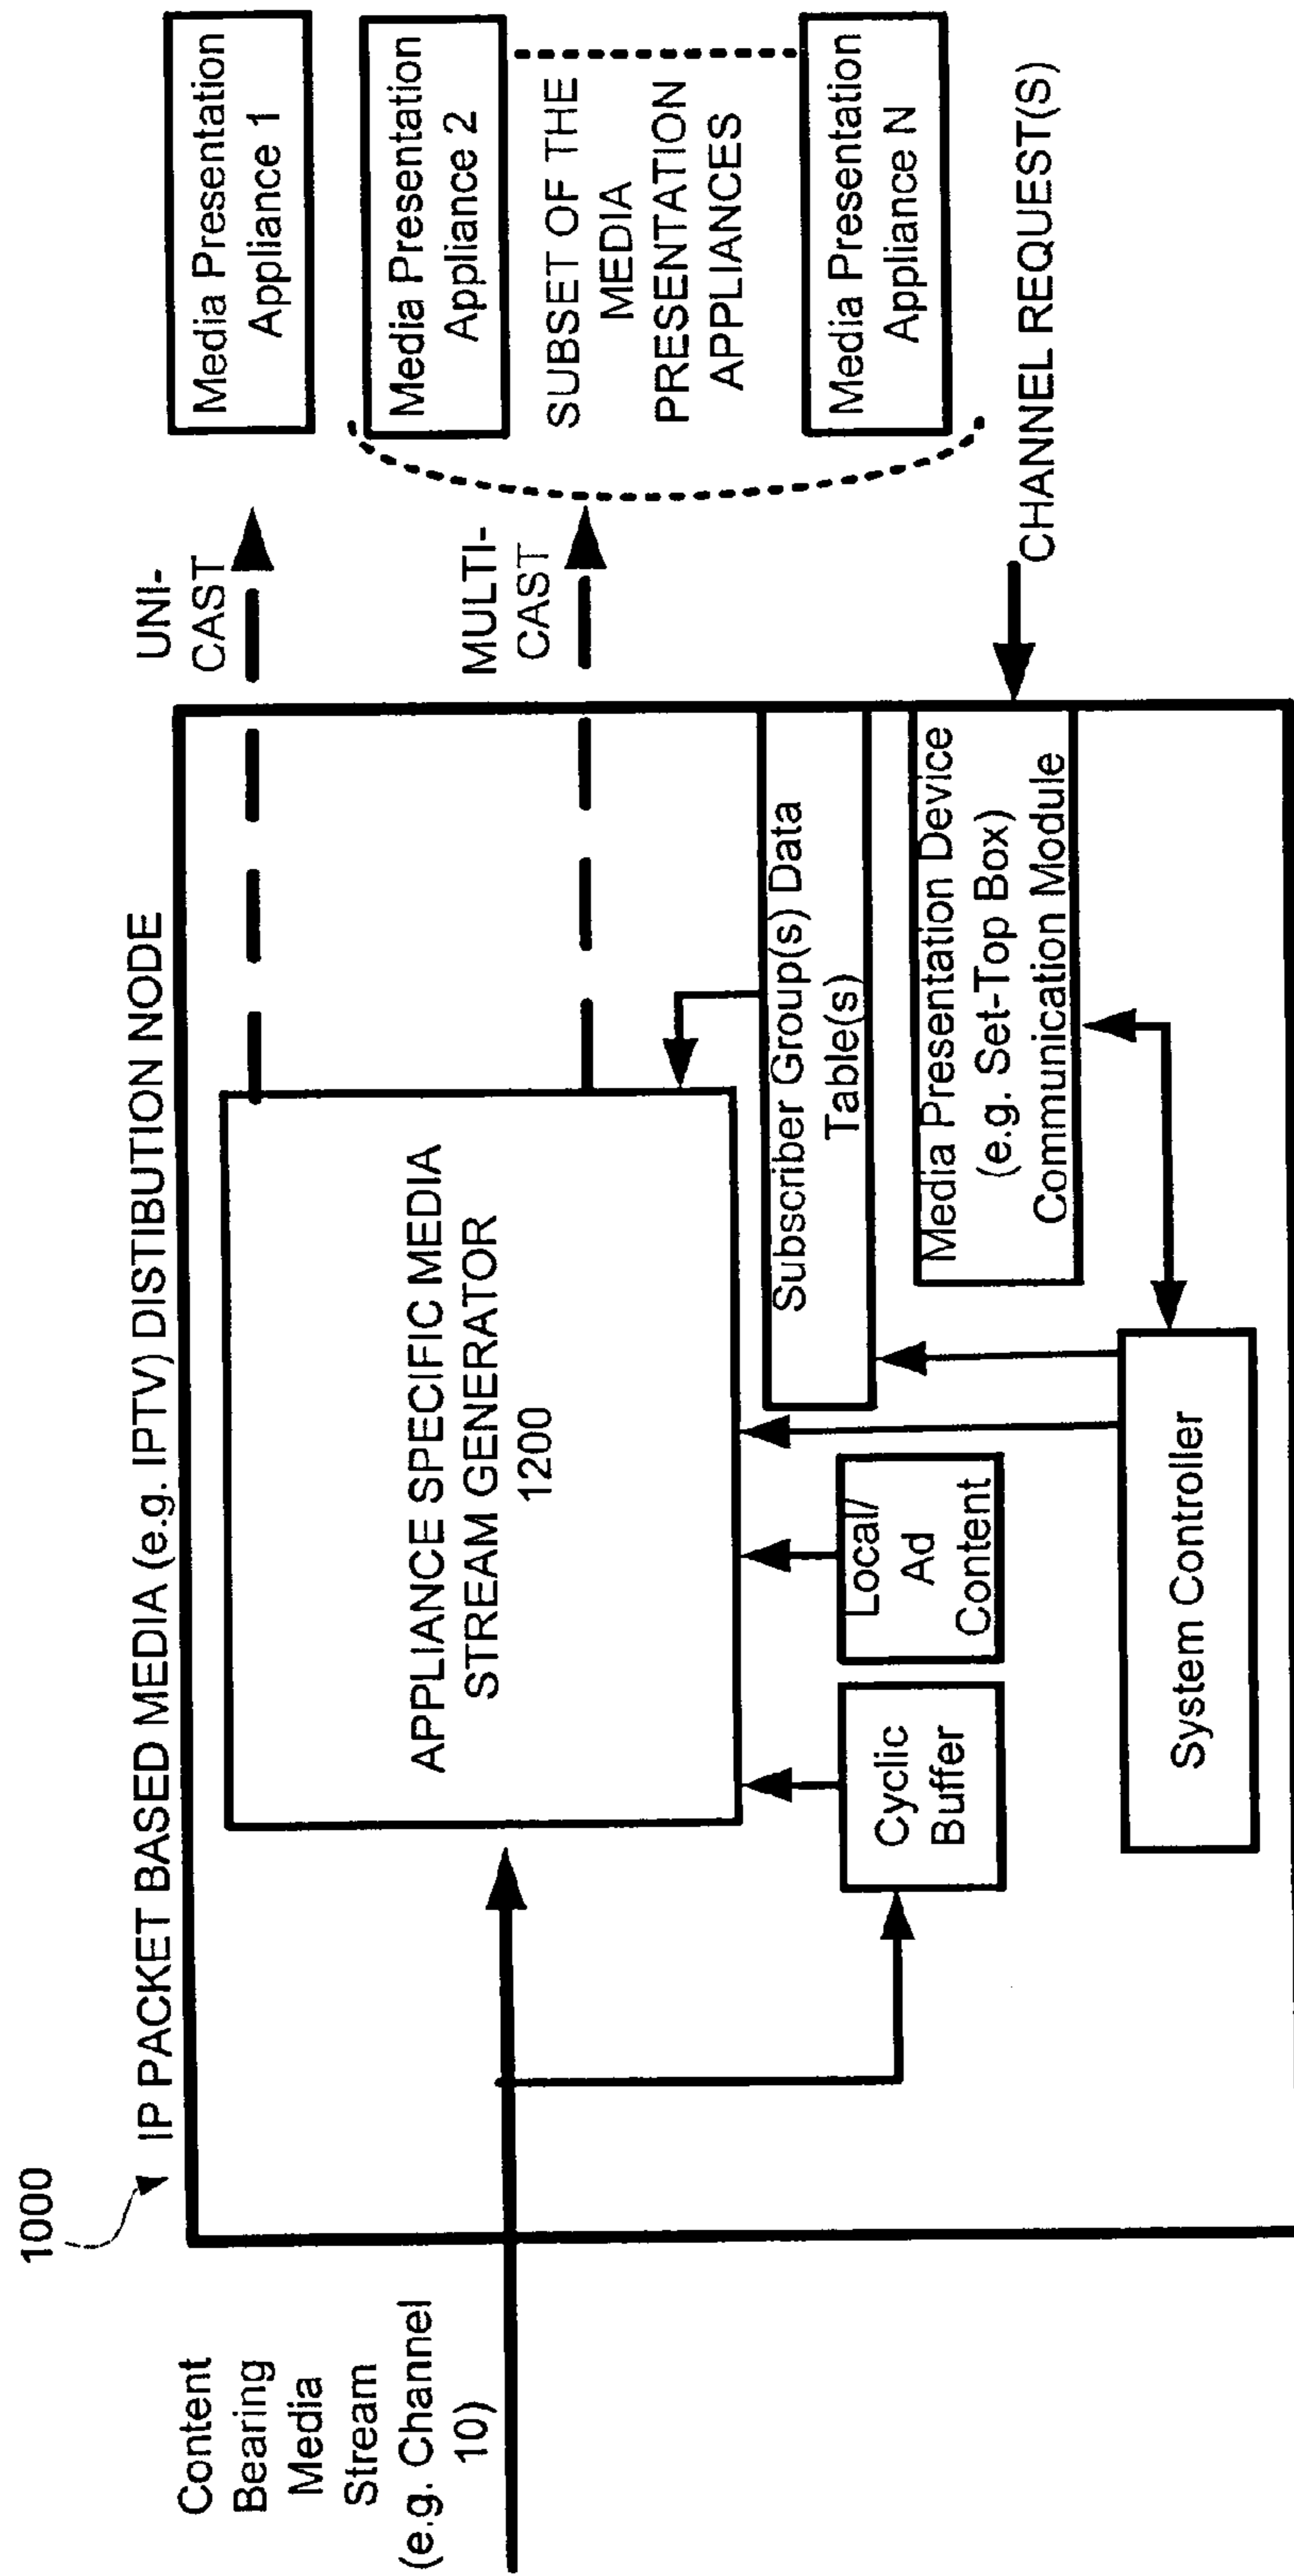 1000
IP PACKET BASED MEDIA (e.g. IPTV) DISTIBUTION NODE
Content
Bearing
Media
Stream
(e.g. Channel
10)
APPLIANCE SPECIFIC MEDIA
STREAM GENERATOR
1200
Cyclic
Buffer
Local/
Ad
Content
System Controller
Subscriber Group(s) Data
Table(s)
Media Presentation Device
(e.g. Set-Top Box)
Communication Module
UNI-
CAST
MULTI-
CAST
Media Presentation
Appliance 1
Media Presentation
Appliance 2
SUBSET OF THE
MEDIA
PRESENTATION
APPLIANCES
Media Presentation
Appliance N
CHANNEL REQUEST(S)